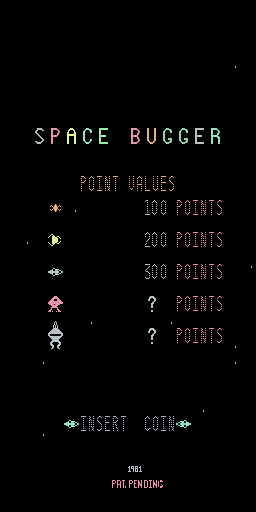 SPACE BUGGER
POINT VALUES
100 POINTS
200 POINTS
300 POINTS
? POINTS
? POINTS
INSERT COIN
1981
PAT. PENDING